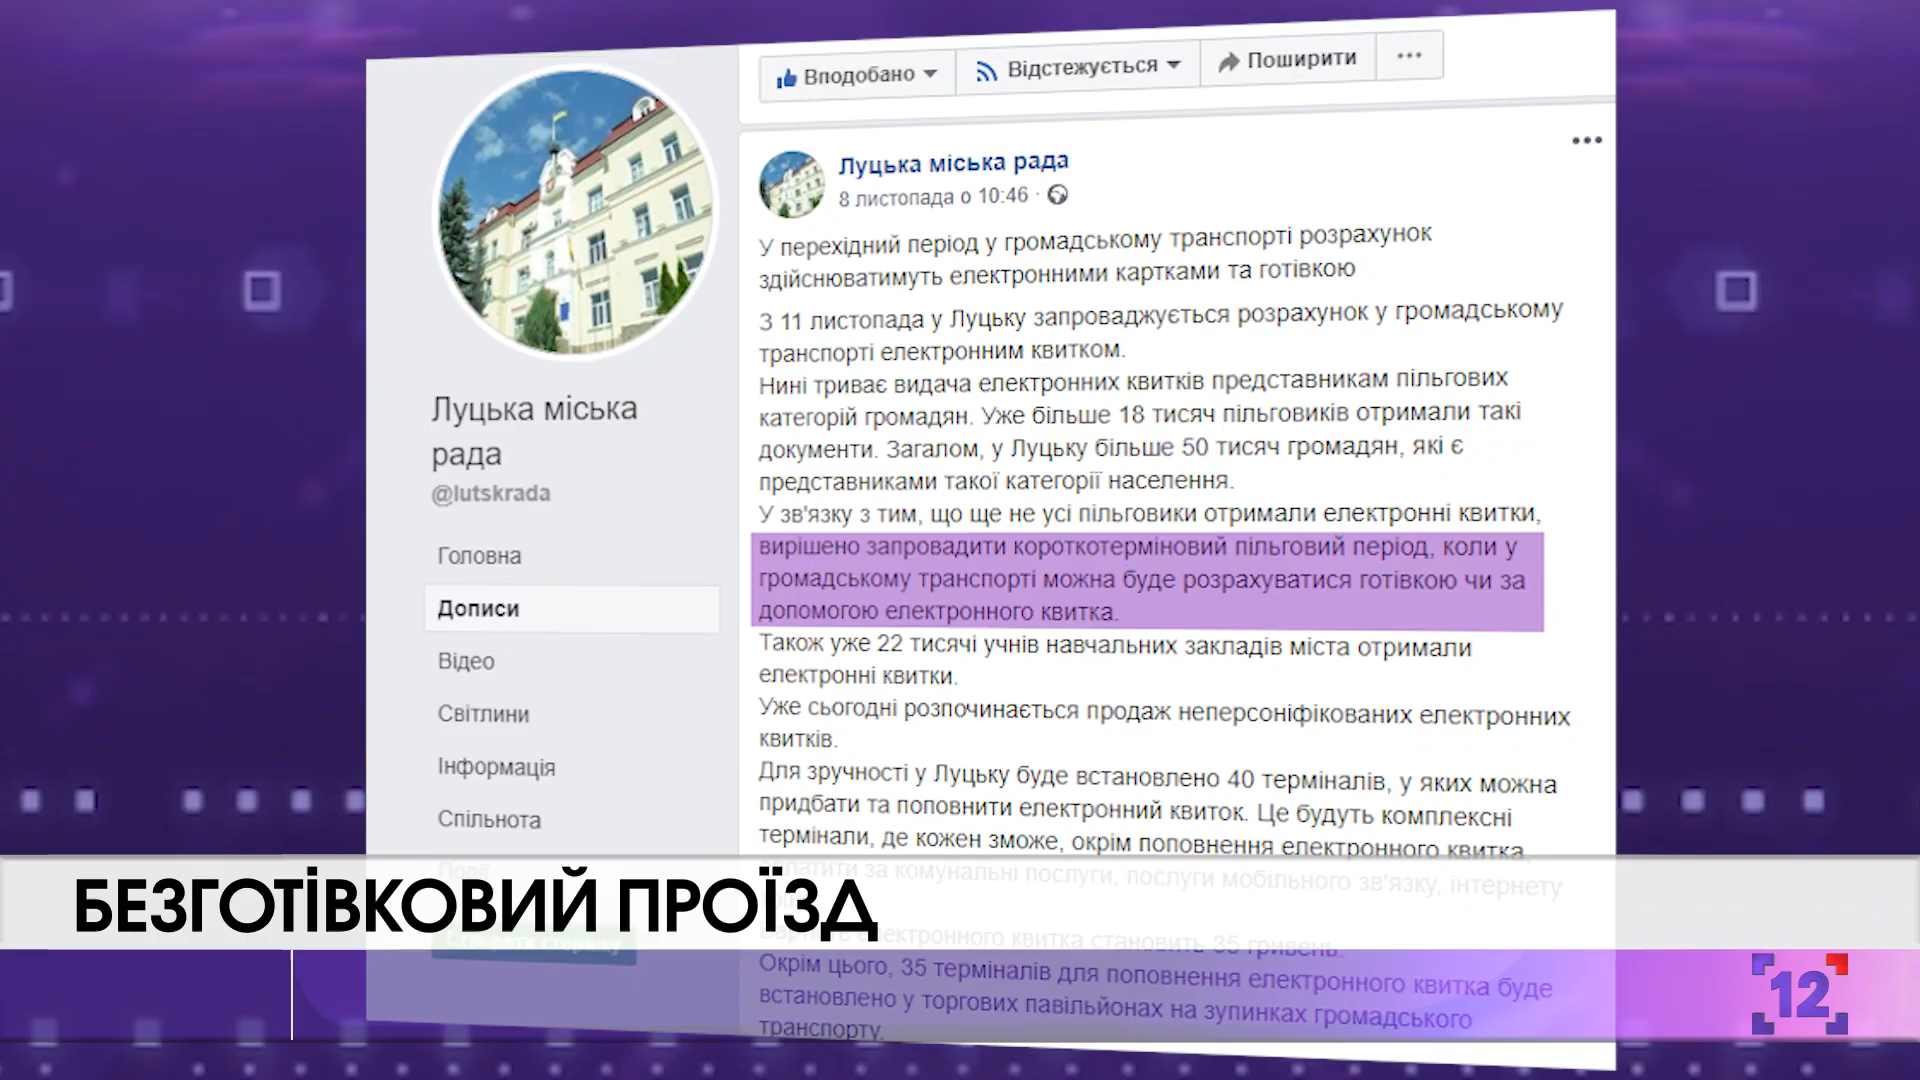 Вподобано
Відстежується
Поширити
Луцька міська рада
8 листопада о 10:46 ·
У перехідний період у громадському транспорті розрахунок
здійснюватимуть електронними картками та готівкою
З 11 листопада у Луцьку запроваджується розрахунок у громадському
транспорті електронним квитком.
Нині триває видача електронних квитків представникам пільгових
категорій громадян. Уже більше 18 тисяч пільговиків отримали такі
документи. Загалом, у Луцьку більше 50 тисяч громадян, які є
представниками такої категорії населення.
У зв'язку з тим, що ще не усі пільговики отримали електронні квитки,
вирішено запровадити короткотерміновий пільговий період, коли у
громадському транспорті можна буде розрахуватися готівкою чи за
допомогою електронного квитка.
Також уже 22 тисячі учнів навчальних закладів міста отримали
електронні квитки.
Уже сьогодні розпочинається продаж неперсоніфікованих електронних
квитків.
Для зручності у Луцьку буде встановлено 40 терміналів, у яких можна
придбати та поповнити електронний квиток. Це будуть комплексні
термінали, де кожен зможе, окрім поповнення електронного квитка,
за комунальні послуги, послуги мобільного зв'язку, інтернету
електронного квитка становить 35 гривень.
Окрім цього, 35 терміналів для поповнення електронного квитка буде
встановлено у торгових павільйонах на зупинках громадського
транспорту.
Луцька міська
рада
@lutskrada
Головна
Дописи
Відео
Світлини
Інформація
Спільнота
Події
БЕЗГОТІВКОВИЙ ПРОЇЗД
12